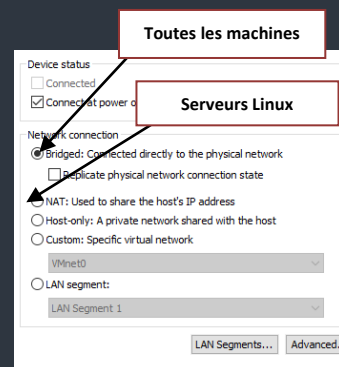 Toutes les machines
Device status
Connected
Connect at power o
Serveurs Linux
Network connection
Bridged: Connected directly to the physical network
Replicate physical network connection state
NAT: Used to share the host's IP address
Host-only: A private network shared with the host
Custom: Specific virtual network
VMnet0
LAN segment:
LAN Segment 1
LAN Segments... Advanced.